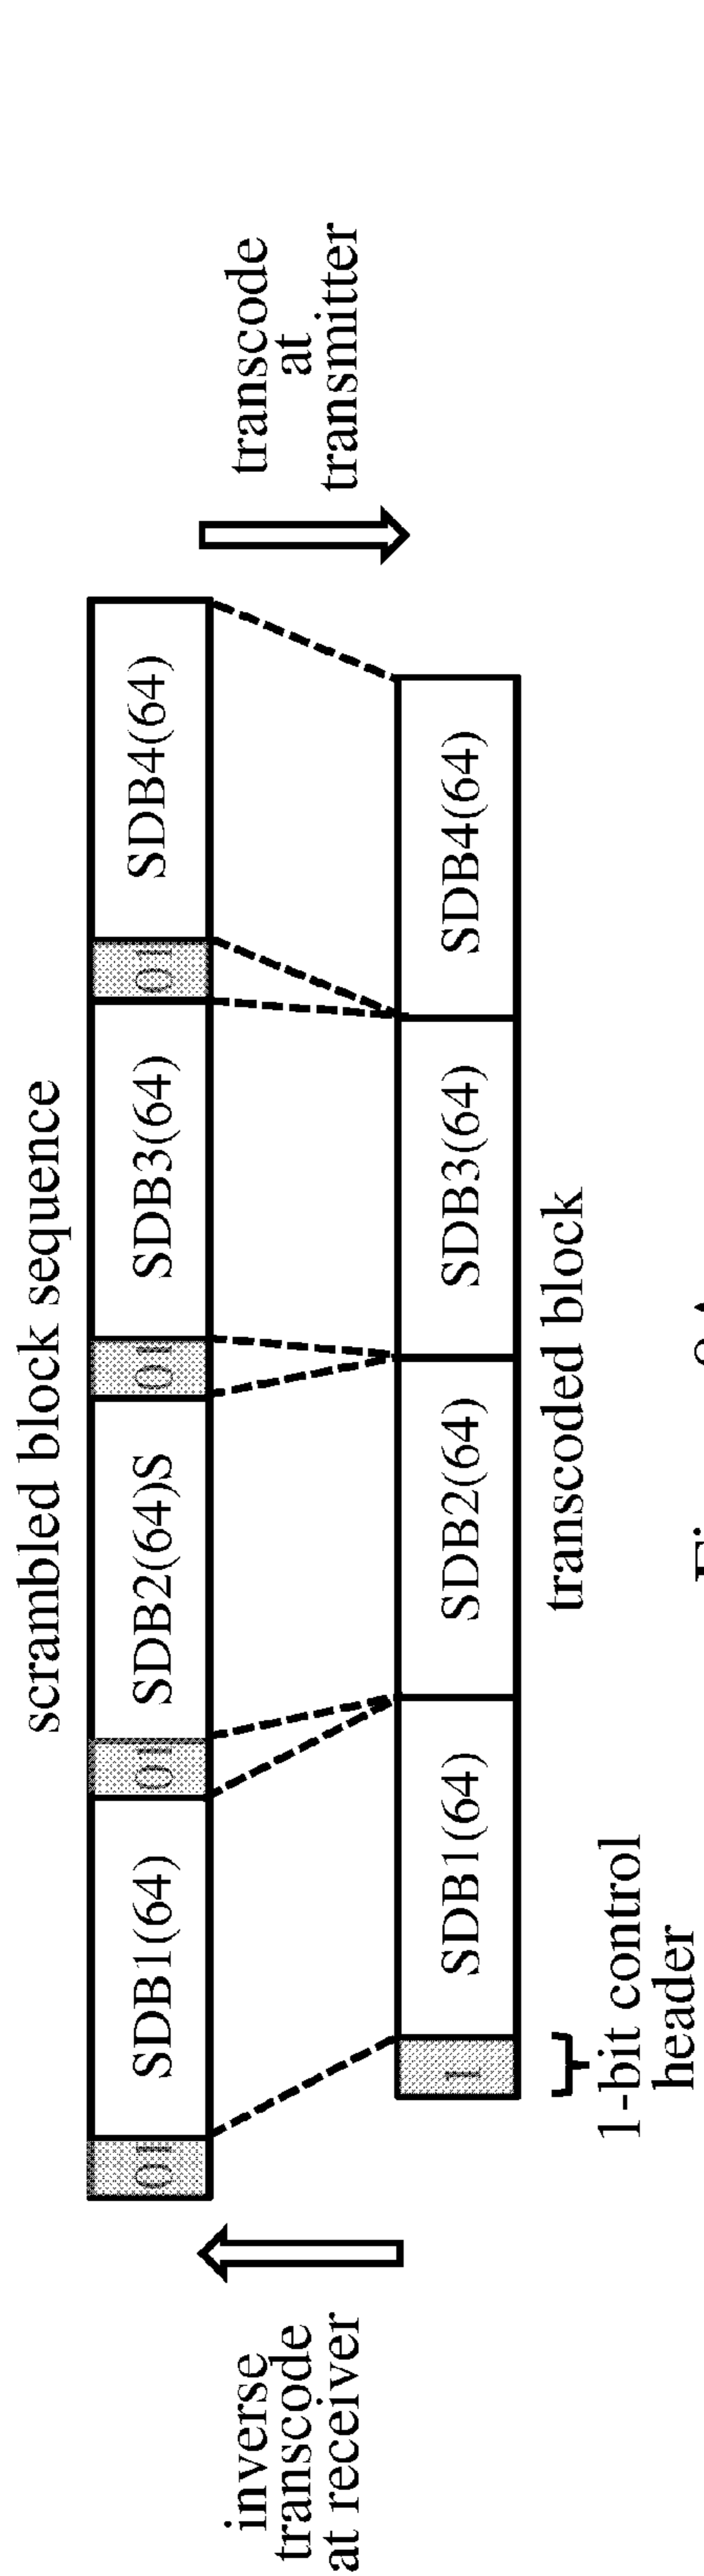 scrambled block sequence
01
SDB1(64)
01
SDB2(64)S
01
SDB3(64)
01
SDB4(64)
inverse
transcode
at receiver
transcode
at
transmitter
1
SDB1(64)
SDB2(64)
SDB3(64)
SDB4(64)
1-bit control
header
transcoded block